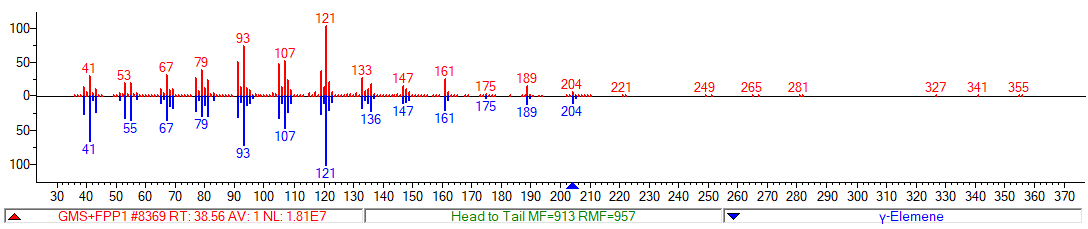 121
100
93
107
50
41 53 67 79 133 147 161 175 189 204 221 249 265 281 327 341 355
0
41 55 67 79 93 107 121 136 147 161 175 189 204
50
100
30 40 50 60 70 80 90 100 110 120 130 140 150 160 170 180 190 200 210 220 230 240 250 260 270 280 290 300 310 320 330 340 350 360 370
GMS+FPP1 #8369 RT: 38.56 AV: 1 NL: 1.81E7 Head to Tail MF=913 RMF=957 γ-Elemene